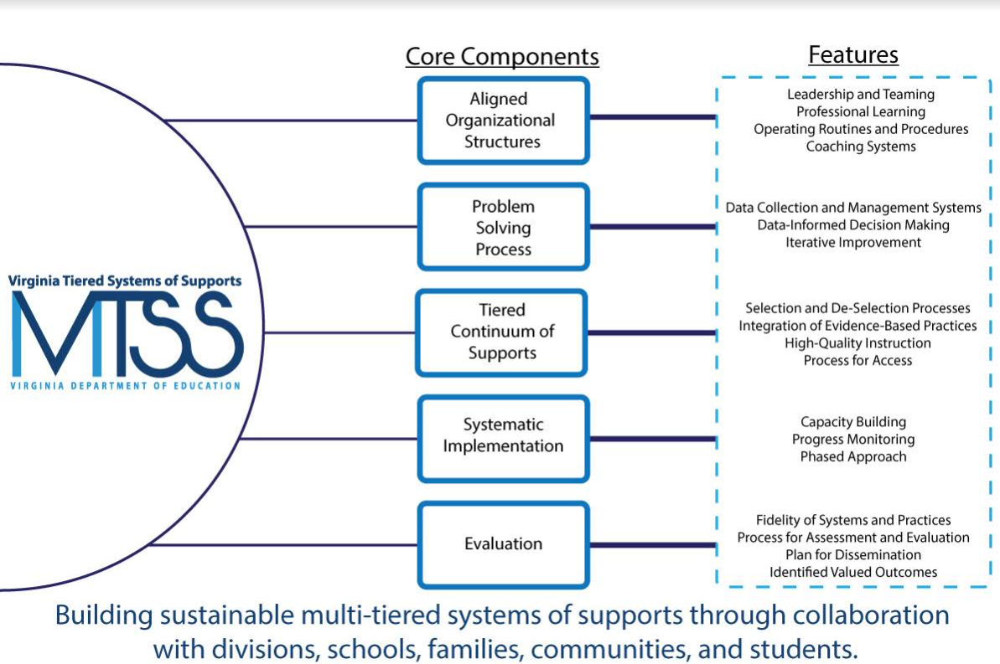 Core Components
Features
Virginia Tiered Systems of Supports
MTSS
VIRGINIA DEPARTMENT OF EDUCATION
Aligned
Organizational
Structures
Leadership and Teaming
Professional Learning
Operating Routines and Procedures
Coaching Systems
Problem
Solving
Process
Data Collection and Management Systems
Data-Informed Decision Making
Iterative Improvement
Tiered
Continuum of
Supports
Selection and De-Selection Processes
Integration of Evidence-Based Practices
High-Quality Instruction
Process for Access
Systematic
Implementation
Capacity Building
Progress Monitoring
Phased Approach
Evaluation
Fidelity of Systems and Practices
Process for Assessment and Evaluation
Plan for Dissemination
Identified Valued Outcomes
Building sustainable multi-tiered systems of supports through collaboration
with divisions, schools, families, communities, and students.